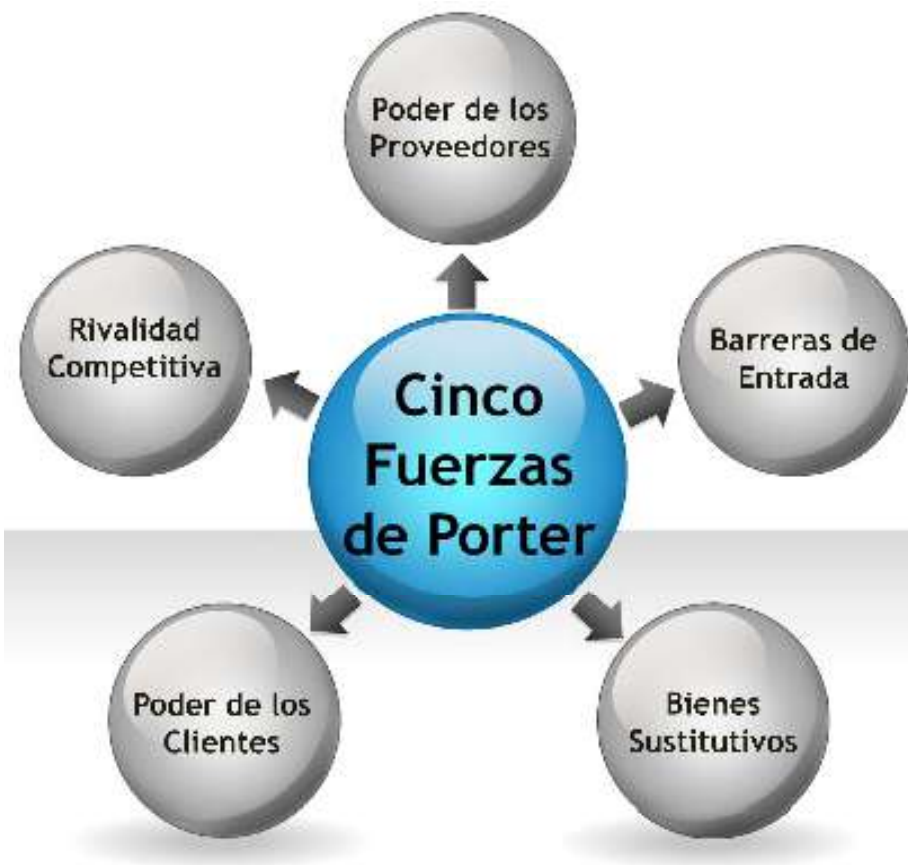 Poder de los
Proveedores
Rivalidad
Competitiva
Barreras de
Entrada
Cinco
Fuerzas
de Porter
Poder de los
Clientes
Bienes
Sustitutivos